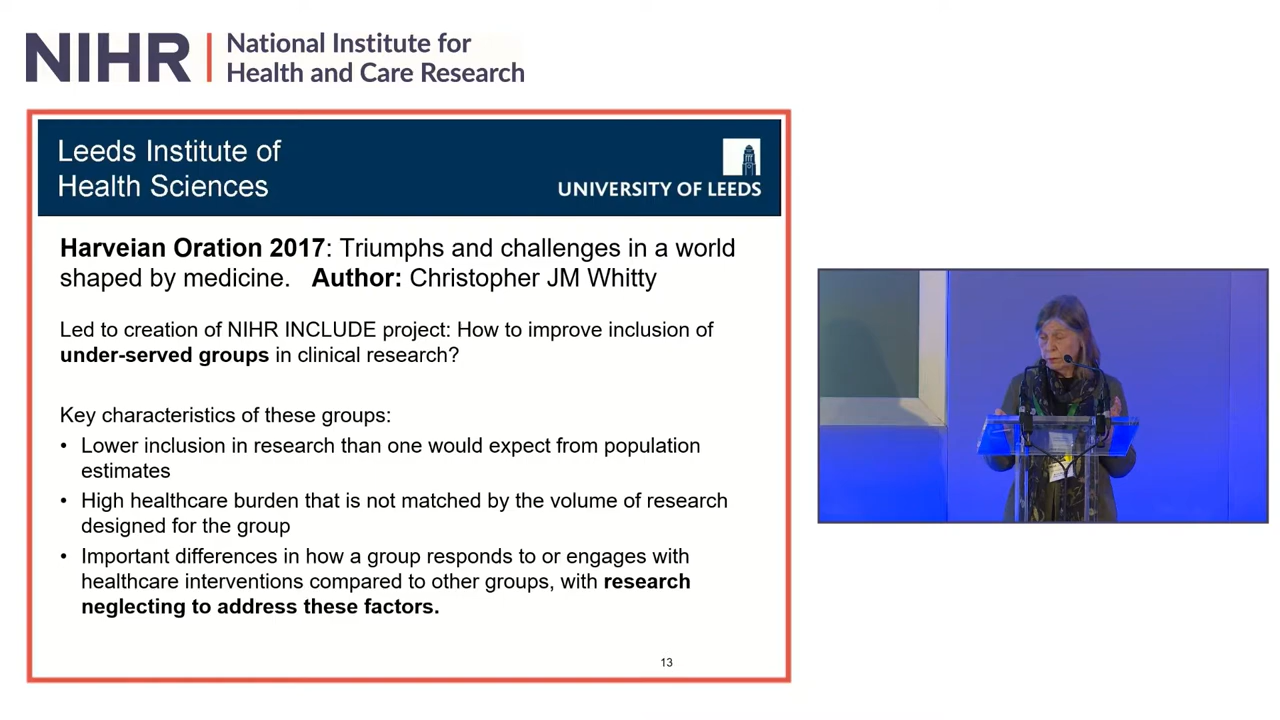 NIHR
National Institute for
Health and Care Research
Leeds Institute of
Health Sciences
UNIVERSITY OF LEEDS
Harveian Oration 2017: Triumphs and challenges in a world
shaped by medicine. Author: Christopher JM Whitty
Led to creation of NIHR INCLUDE project: How to improve inclusion of
under-served groups in clinical research?
Key characteristics of these groups:
• Lower inclusion in research than one would expect from population
estimates
• High healthcare burden that is not matched by the volume of research
designed for the group
• Important differences in how a group responds to or engages with
healthcare interventions compared to other groups, with research
neglecting to address these factors.
13